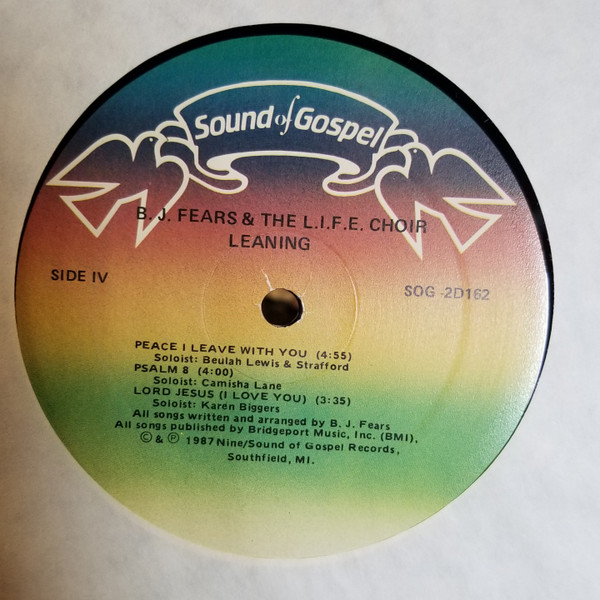 Sound of Gospel
B. J. FEARS & THE L.I.F.E. CHOIR
LEANING
SIDE IV
SOG -2D162
PEACE I LEAVE WITH YOU (4:55)
Soloist: Beulah Lewis & Strafford
PSALM 8 (4:00)
Soloist: Camisha Lane
LORD JESUS (I LOVE YOU) (3:35)
Soloist: Karen Biggers
All songs written and arranged by B. J. Fears
All songs published by Bridgeport Music, Inc. (BMI),
© & ℗ 1987 Nine/Sound of Gospel Records,
Southfield, MI.